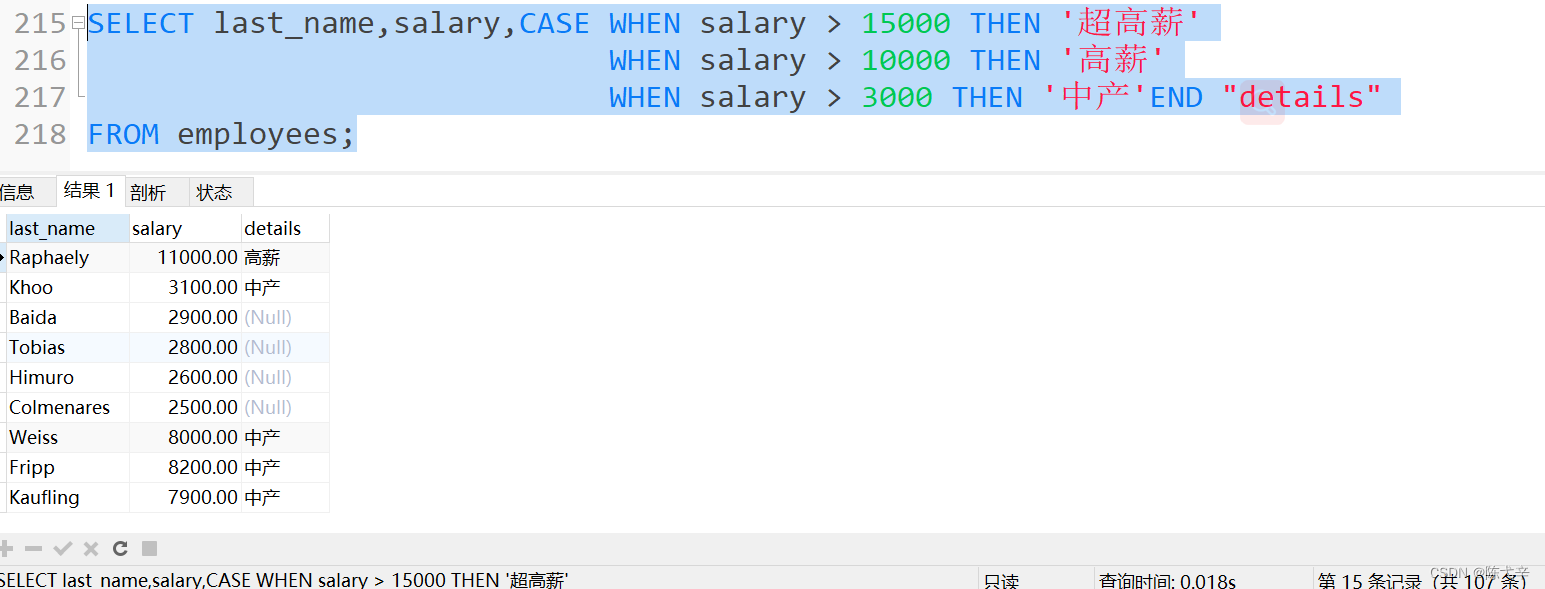 215 SELECT last_name,salary,CASE WHEN salary > 15000 THEN '超高薪'
216 WHEN salary > 10000 THEN '高薪'
217 WHEN salary > 3000 THEN '中产'END "details"
218 FROM employees;
信息 结果 1 剖析 状态
last_name salary details
Raphaely 11000.00 高薪
Khoo 3100.00 中产
Baida 2900.00 (Null)
Tobias 2800.00 (Null)
Himuro 2600.00 (Null)
Colmenares 2500.00 (Null)
Weiss 8000.00 中产
Fripp 8200.00 中产
Kaufling 7900.00 中产
SELECT last_name,salary,CASE WHEN salary > 15000 THEN '超高薪' 只读 查询时间: 0.018s 第 15 条记录（共 107 条）
CSDN @陈犬辛